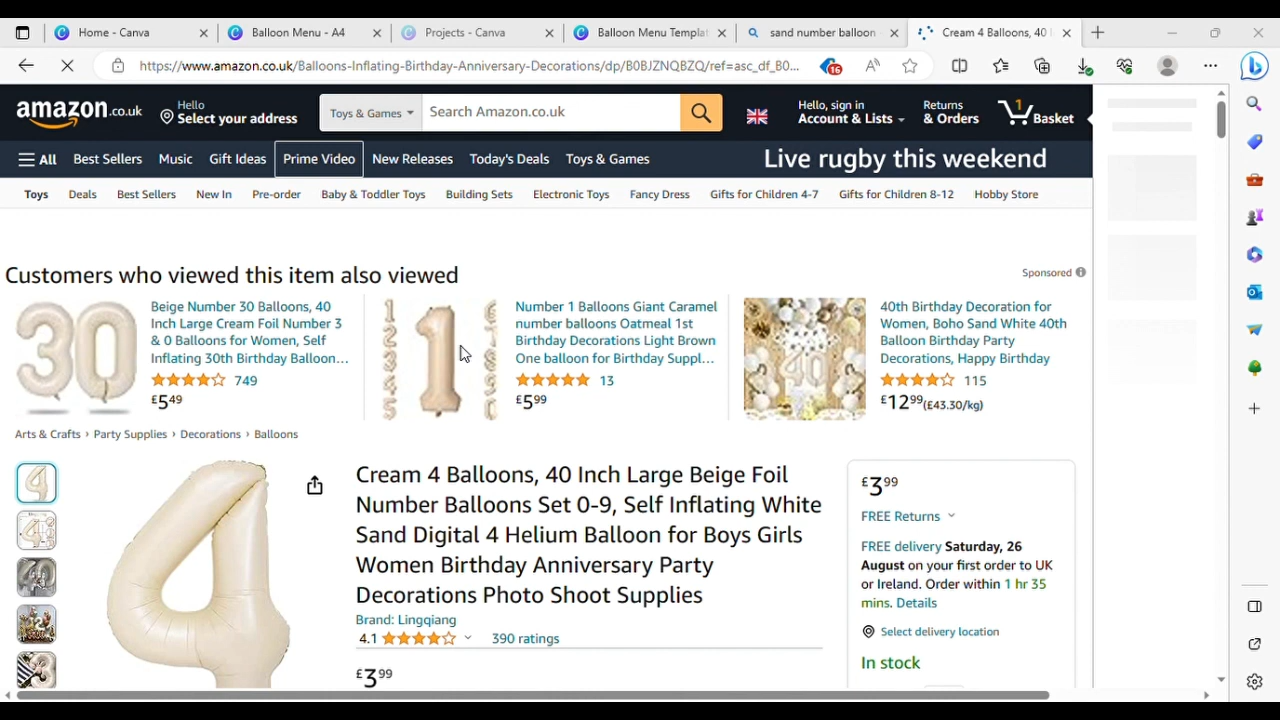 Home - Canva
Balloon Menu - A4
Projects - Canva
Balloon Menu Templat
sand number balloon
Cream 4 Balloons, 40 I
https://www.amazon.co.uk/Balloons-Inflating-Birthday-Anniversary-Decorations/dp/B0BJZNQBZQ/ref=asc_df_B0...
16
amazon.co.uk
Hello
Select your address
Toys & Games
Search Amazon.co.uk
Hello, sign in
Account & Lists
Returns
& Orders
1
Basket
All
Best Sellers
Music
Gift Ideas
Prime Video
New Releases
Today's Deals
Toys & Games
Live rugby this weekend
Toys
Deals
Best Sellers
New In
Pre-order
Baby & Toddler Toys
Building Sets
Electronic Toys
Fancy Dress
Gifts for Children 4-7
Gifts for Children 8-12
Hobby Store
Customers who viewed this item also viewed
Sponsored
Beige Number 30 Balloons, 40
Inch Large Cream Foil Number 3
& 0 Balloons for Women, Self
Inflating 30th Birthday Balloon...
749
£549
Number 1 Balloons Giant Caramel
number balloons Oatmeal 1st
Birthday Decorations Light Brown
One balloon for Birthday Suppl...
13
£599
40th Birthday Decoration for
Women, Boho Sand White 40th
Balloon Birthday Party
Decorations, Happy Birthday
115
£1299 (£43.30/kg)
Arts & Crafts › Party Supplies › Decorations › Balloons
Cream 4 Balloons, 40 Inch Large Beige Foil
Number Balloons Set 0-9, Self Inflating White
Sand Digital 4 Helium Balloon for Boys Girls
Women Birthday Anniversary Party
Decorations Photo Shoot Supplies
Brand: Lingqiang
4.1
390 ratings
£399
£399
FREE Returns
FREE delivery Saturday, 26
August on your first order to UK
or Ireland. Order within 1 hr 35
mins. Details
Select delivery location
In stock